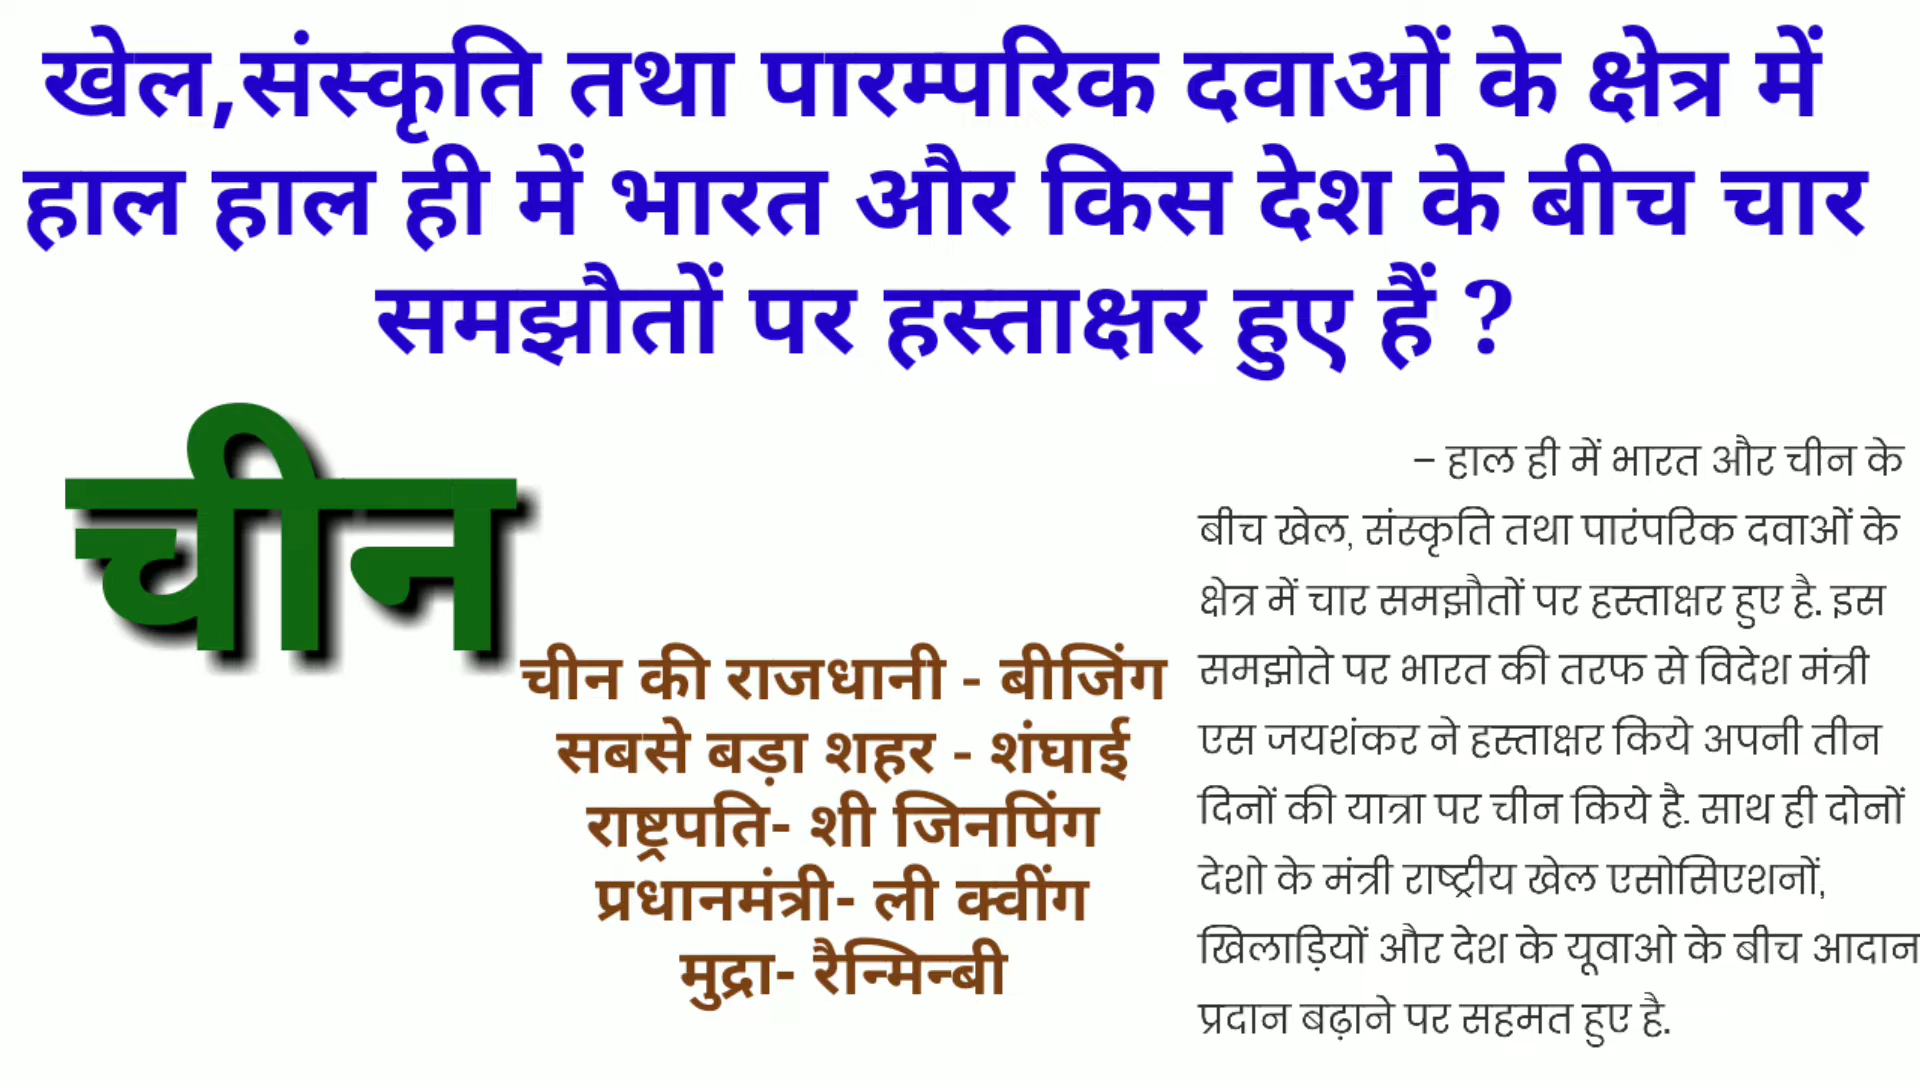 खेल,संस्कृति तथा पारम्परिक दवाओं के क्षेत्र में
हाल हाल ही में भारत और किस देश के बीच चार
समझौतों पर हस्ताक्षर हुए हैं ?
चीन
चीन की राजधानी - बीजिंग
सबसे बड़ा शहर - शंघाई
राष्ट्रपति- शी जिनपिंग
प्रधानमंत्री- ली क्वींग
मुद्रा- रैन्मिन्बी
– हाल ही में भारत और चीन के
बीच खेल, संस्कृति तथा पारंपरिक दवाओं के
क्षेत्र में चार समझौतों पर हस्ताक्षर हुए है. इस
समझोते पर भारत की तरफ से विदेश मंत्री
एस जयशंकर ने हस्ताक्षर किये अपनी तीन
दिनों की यात्रा पर चीन किये है. साथ ही दोनों
देशो के मंत्री राष्ट्रीय खेल एसोसिएशनों,
खिलाड़ियों और देश के यूवाओ के बीच आदान
प्रदान बढ़ाने पर सहमत हुए है.